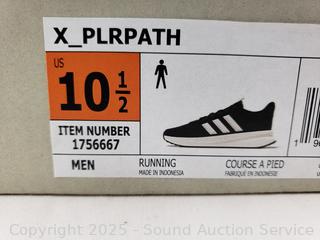 X_PLRPATH
US
10 1/2
ITEM NUMBER
1756667
MEN
RUNNING
MADE IN INDONESIA
COURSE A PIED
FABRIQUÉ EN INDONÉSIE
Copyright 2025 - Sound Auction Service